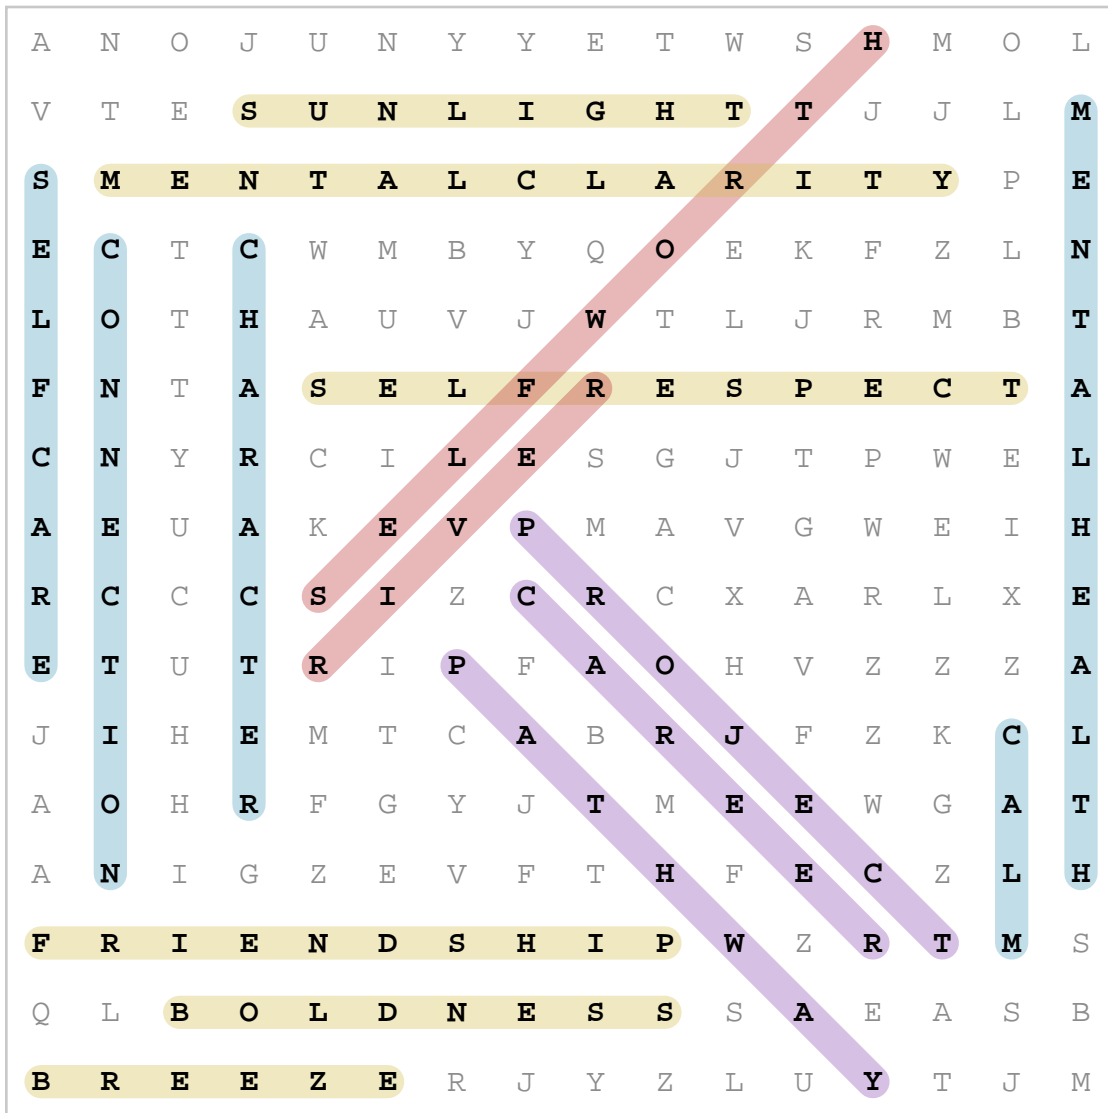 A N O J U N Y Y E T W S H M O L
V T E S U N L I G H T T J J L M
S M E N T A L C L A R I T Y P E
E C T C W M B Y Q O E K F Z L N
L O T H A U V J W T L J R M B T
F N T A S E L F R E S P E C T A
C N Y R C I L E S G J T P W E L
A E U A K E V P M A V G W E I H
R C C C S I Z C R C X A R L X E
E T U T R I P F A O H V Z Z Z A
J I H E M T C A B R J F Z K C L
A O H R F G Y J T M E E W G A T
A N I G Z E V F T H F E C Z L H
F R I E N D S H I P W Z R T M S
Q L B O L D N E S S S A E A S B
B R E E Z E R J Y Z L U Y T J M